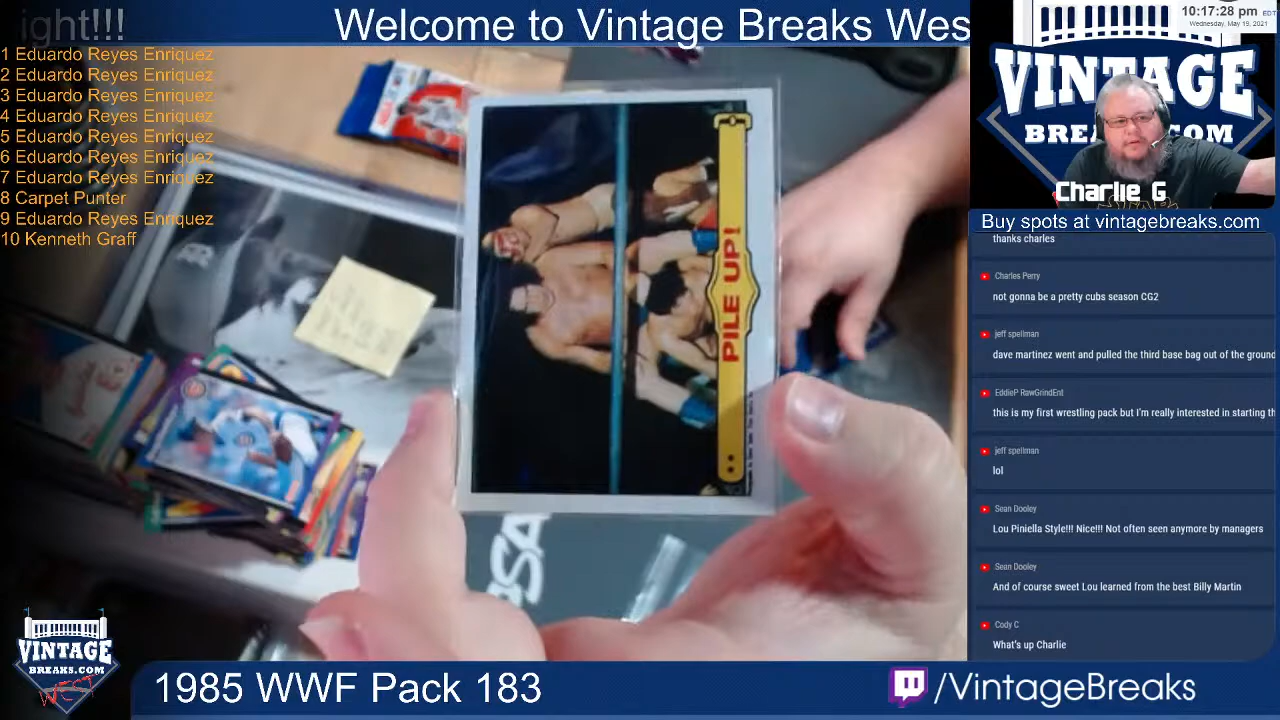 ight!!!
Welcome to Vintage Breaks Wes
10:17:28 pm EDT
Wednesday, May 19, 2021
1 Eduardo Reyes Enriquez
2 Eduardo Reyes Enriquez
3 Eduardo Reyes Enriquez
4 Eduardo Reyes Enriquez
5 Eduardo Reyes Enriquez
6 Eduardo Reyes Enriquez
7 Eduardo Reyes Enriquez
8 Carpet Punter
9 Eduardo Reyes Enriquez
10 Kenneth Graff
PILE UP!
VINTAGE
BREAKS.COM
Charlie G
Buy spots at vintagebreaks.com
thanks charles
Charles Perry
not gonna be a pretty cubs season CG2
jeff spellman
dave martinez went and pulled the third base bag out of the ground
EddieP RawGrindEnt
this is my first wrestling pack but I'm really interested in starting th
jeff spellman
lol
Sean Dooley
Lou Piniella Style!!! Nice!!! Not often seen anymore by managers
Sean Dooley
And of course sweet Lou learned from the best Billy Martin
Cody C
What's up Charlie
VINTAGE
BREAKS.COM
WEST
1985 WWF Pack 183
/VintageBreaks